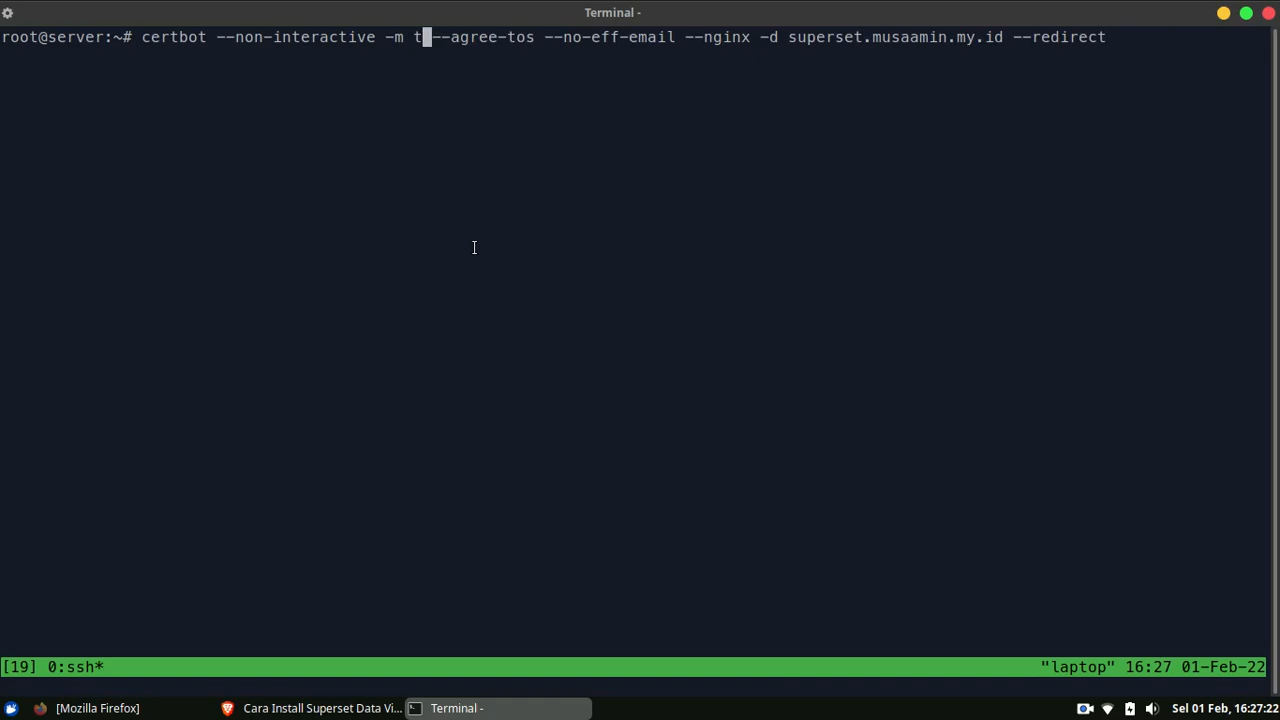 Terminal -
root@server:~# certbot --non-interactive -m t --agree-tos --no-eff-email --nginx -d superset.musaamin.my.id --redirect
[19] 0:ssh* "laptop" 16:27 01-Feb-22
[Mozilla Firefox] Cara Install Superset Data Vi... Terminal - Sel 01 Feb, 16:27:22